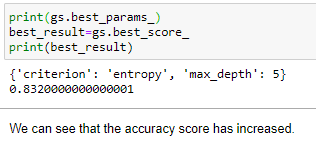 print(gs.best_params_)
best_result=gs.best_score_
print(best_result)
{'criterion': 'entropy', 'max_depth': 5}
0.8320000000000001
We can see that the accuracy score has increased.